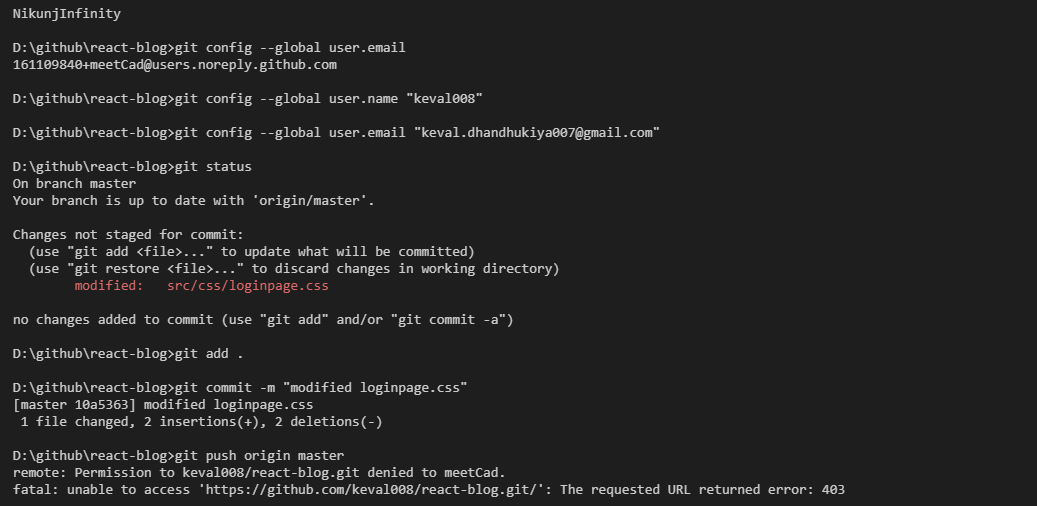 NikunjInfinity
D:\github\react-blog>git config --global user.email
161109840+meetCad@users.noreply.github.com
D:\github\react-blog>git config --global user.name "keval008"
D:\github\react-blog>git config --global user.email "keval.dhandhukiya007@gmail.com"
D:\github\react-blog>git status
On branch master
Your branch is up to date with 'origin/master'.
Changes not staged for commit:
  (use "git add <file>..." to update what will be committed)
  (use "git restore <file>..." to discard changes in working directory)
        modified:   src/css/loginpage.css
no changes added to commit (use "git add" and/or "git commit -a")
D:\github\react-blog>git add .
D:\github\react-blog>git commit -m "modified loginpage.css"
[master 10a5363] modified loginpage.css
 1 file changed, 2 insertions(+), 2 deletions(-)
D:\github\react-blog>git push origin master
remote: Permission to keval008/react-blog.git denied to meetCad.
fatal: unable to access 'https://github.com/keval008/react-blog.git/': The requested URL returned error: 403